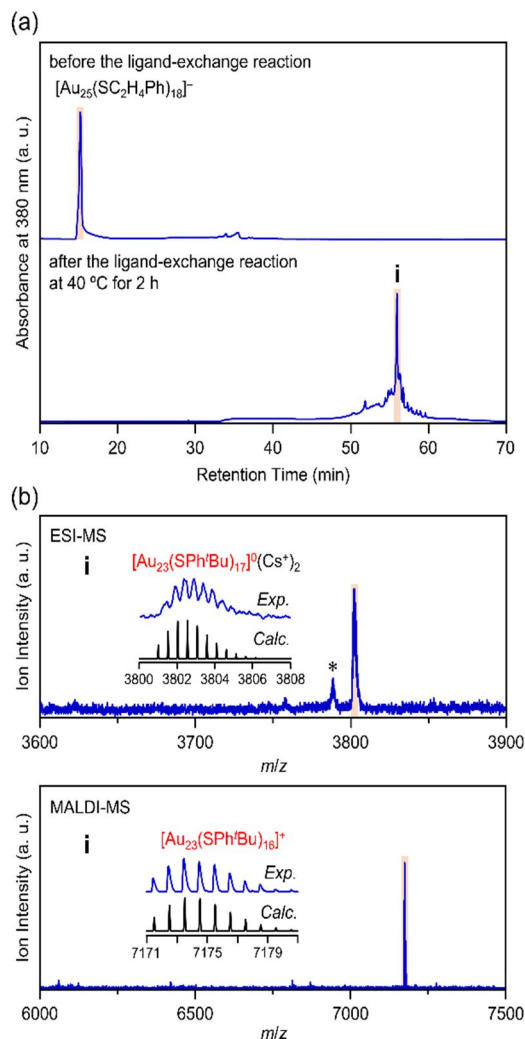 (a)
before the ligand-exchange reaction
[Au₂₅(SC₂H₄Ph)₁₈]⁻
after the ligand-exchange reaction
at 40 ºC for 2 h
i
Absorbance at 380 nm (a. u.)
10 20 30 40 50 60 70
Retention Time (min)
(b)
ESI-MS
i
[Au₂₃(SPhᵗBu)₁₇]⁰(Cs⁺)₂
Exp.
Calc.
3800 3802 3804 3806 3808
*
Ion Intensity (a. u.)
3600 3700 3800 3900
m/z
MALDI-MS
i
[Au₂₃(SPhᵗBu)₁₆]⁺
Exp.
Calc.
7171 7175 7179
Ion Intensity (a. u.)
6000 6500 7000 7500
m/z